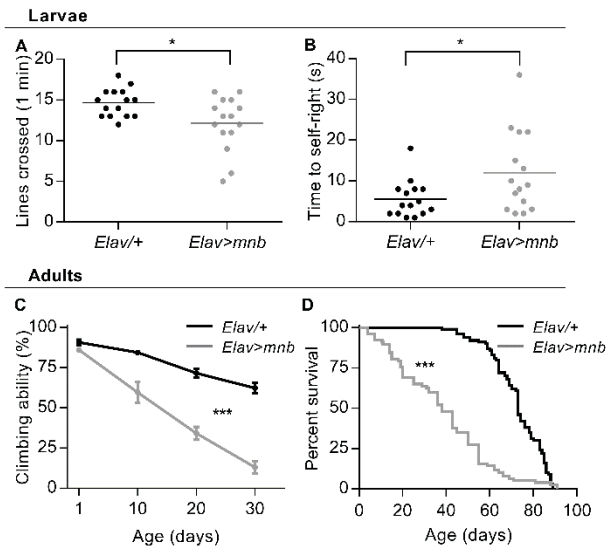 Larvae
A
*
Lines crossed (1 min)
20
15
10
5
0
Elav/+
Elav>mnb
B
*
Time to self-right (s)
40
30
20
10
0
Elav/+
Elav>mnb
Adults
C
Elav/+
Elav>mnb
Climbing ability (%)
100
75
50
25
0
***
1
10
20
30
Age (days)
D
Elav/+
Elav>mnb
Percent survival
100
75
50
25
0
***
0
20
40
60
80
100
Age (days)